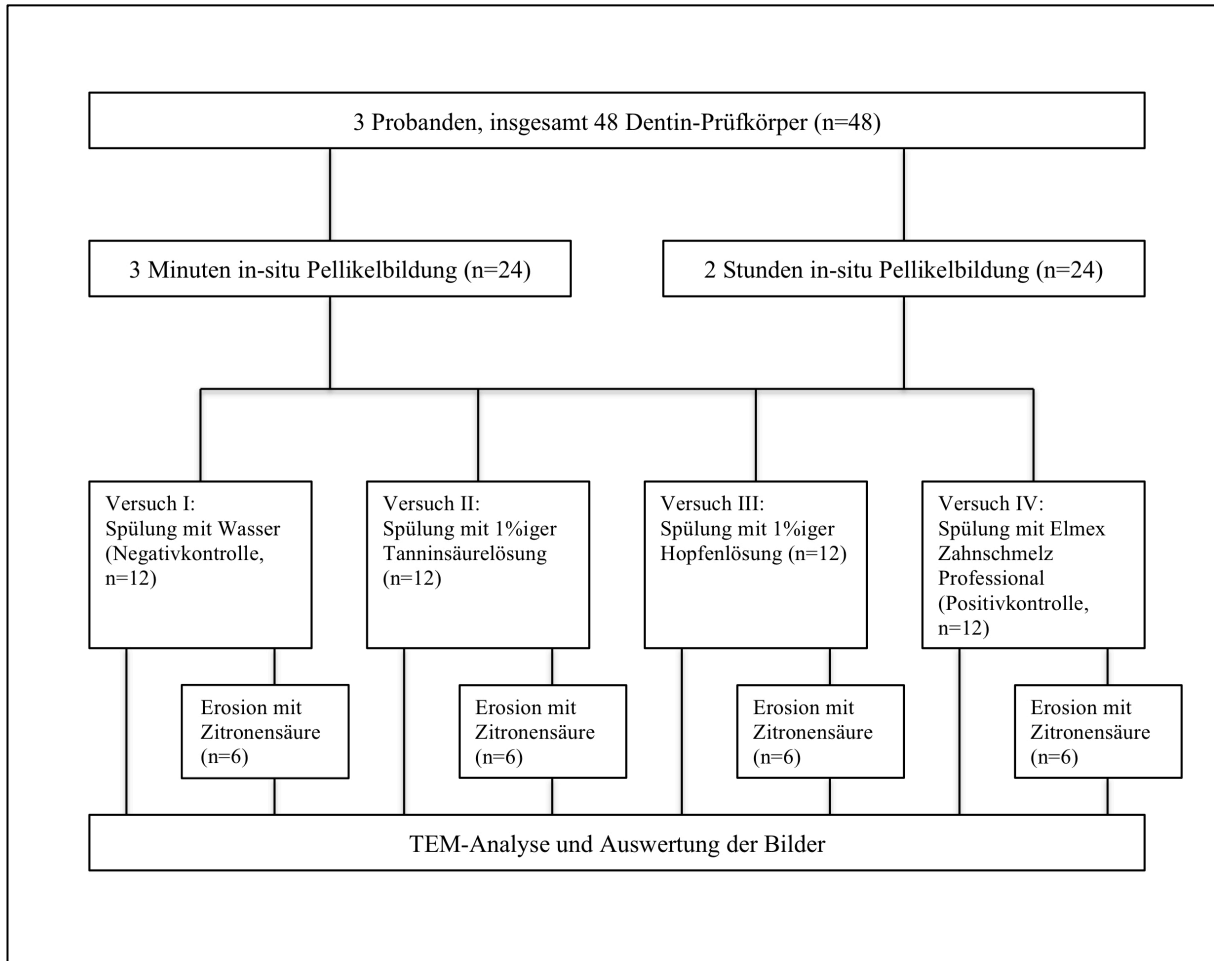 3 Probanden, insgesamt 48 Dentin-Prüfkörper (n=48)
3 Minuten in-situ Pellikelbildung (n=24)
2 Stunden in-situ Pellikelbildung (n=24)
Versuch I:
Spülung mit Wasser
(Negativkontrolle,
n=12)
Versuch II:
Spülung mit 1%iger
Tanninsäurelösung
(n=12)
Versuch III:
Spülung mit 1%iger
Hopfenlösung (n=12)
Versuch IV:
Spülung mit Elmex
Zahnschmelz
Professional
(Positivkontrolle,
n=12)
Erosion mit
Zitronensäure
(n=6)
Erosion mit
Zitronensäure
(n=6)
Erosion mit
Zitronensäure
(n=6)
Erosion mit
Zitronensäure
(n=6)
TEM-Analyse und Auswertung der Bilder